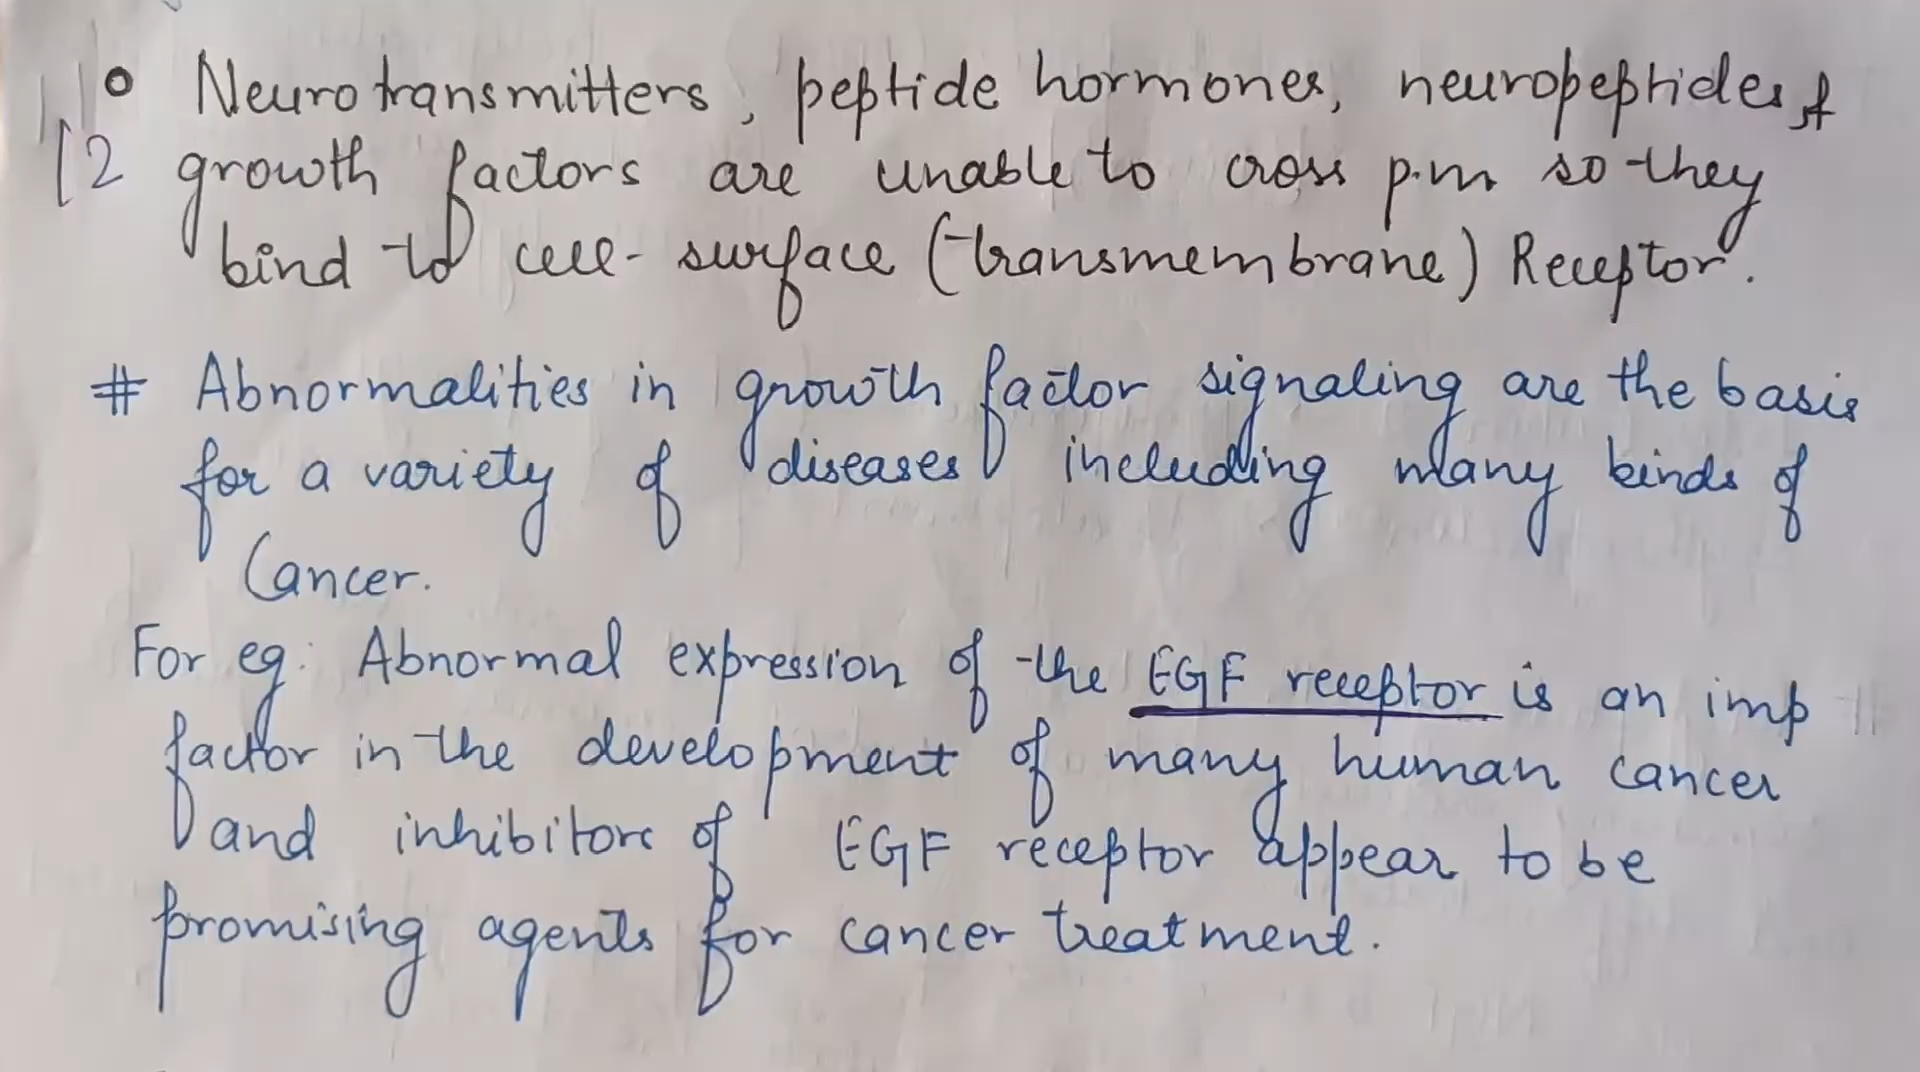 ° Neurotransmitters, peptide hormones, neuropeptides &
12 growth factors are unable to cross p.m so they
bind to cell-surface (transmembrane) Receptor.
# Abnormalities in growth factor signaling are the basis
for a variety of diseases including many kinds of
Cancer.
For eg: Abnormal expression of the EGF receptor is an imp
factor in the development of many human cancer
and inhibitors of EGF receptor appear to be
promising agents for cancer treatment.